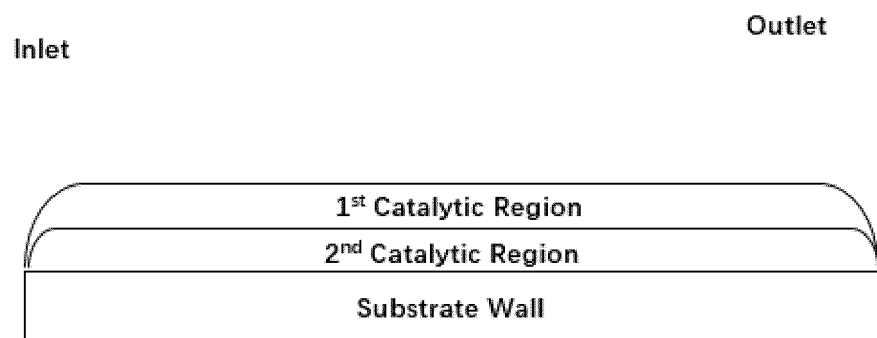 Outlet
Inlet
1st Catalytic Region
2nd Catalytic Region
Substrate Wall